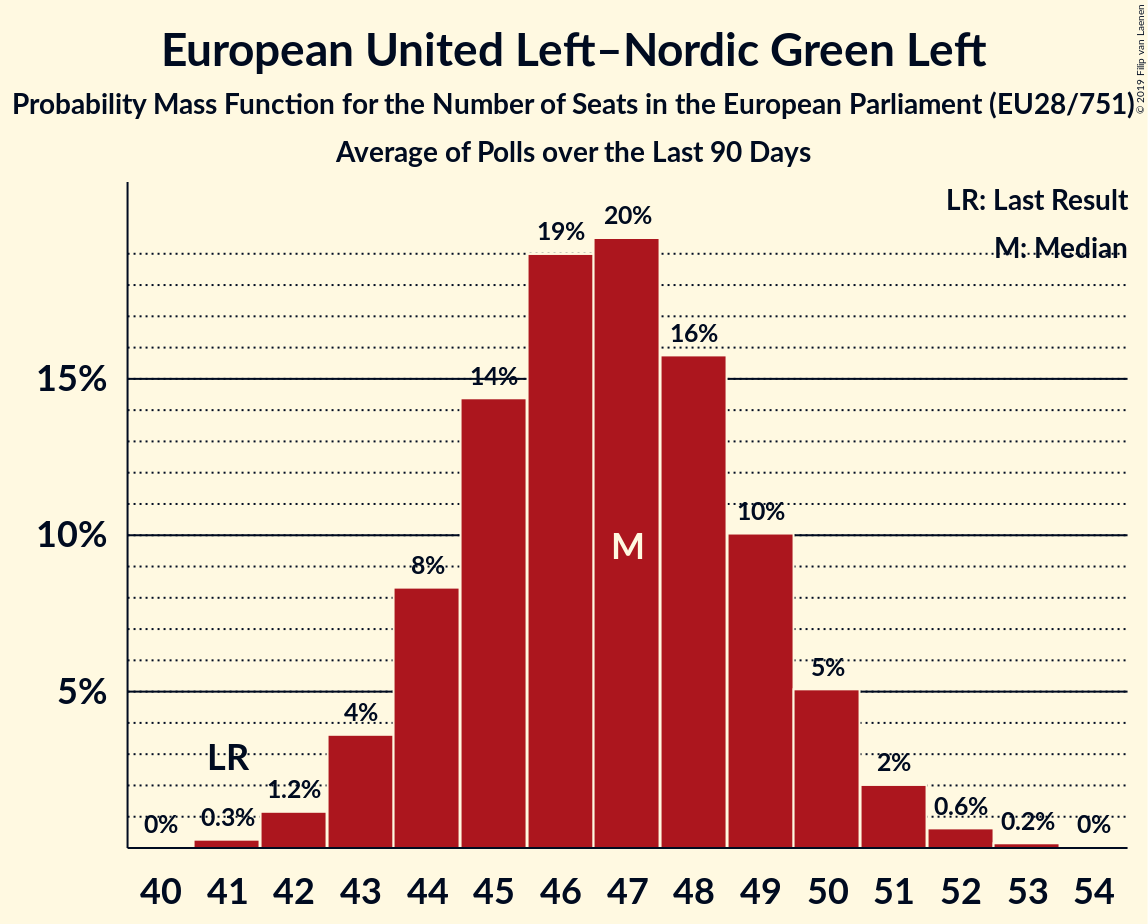 European United Left–Nordic Green Left
Probability Mass Function for the Number of Seats in the European Parliament (EU28/751)
Average of Polls over the Last 90 Days
© 2019 Filip van Laenen
LR: Last Result
M: Median
15%
10%
5%
0%
0.3%
1.2%
4%
8%
14%
19%
20%
16%
10%
5%
2%
0.6%
0.2%
0%
LR
M
40 41 42 43 44 45 46 47 48 49 50 51 52 53 54